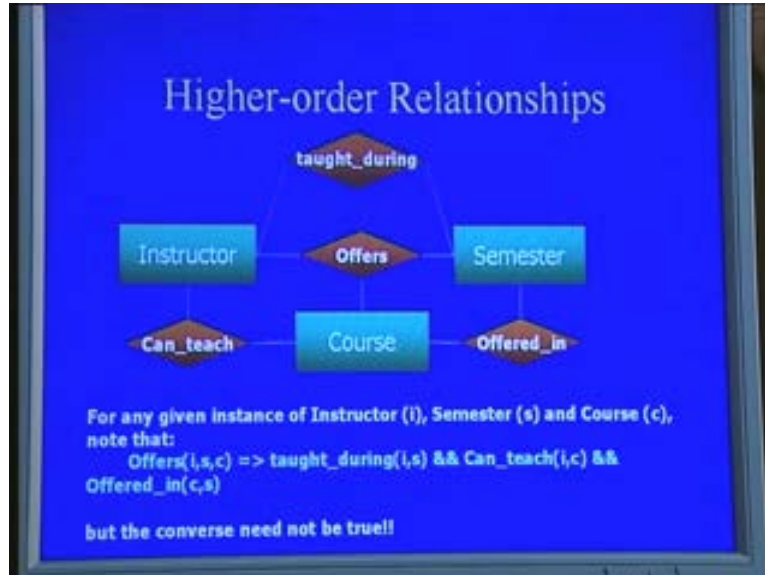 Higher-order Relationships
taught_during
Instructor
Offers
Semester
Can_teach
Course
Offered_in
For any given instance of Instructor (i), Semester (s) and Course (c),
note that:
Offers(i,s,c) => taught_during(i,s) && Can_teach(i,c) &&
Offered_in(c,s)
but the converse need not be true!!